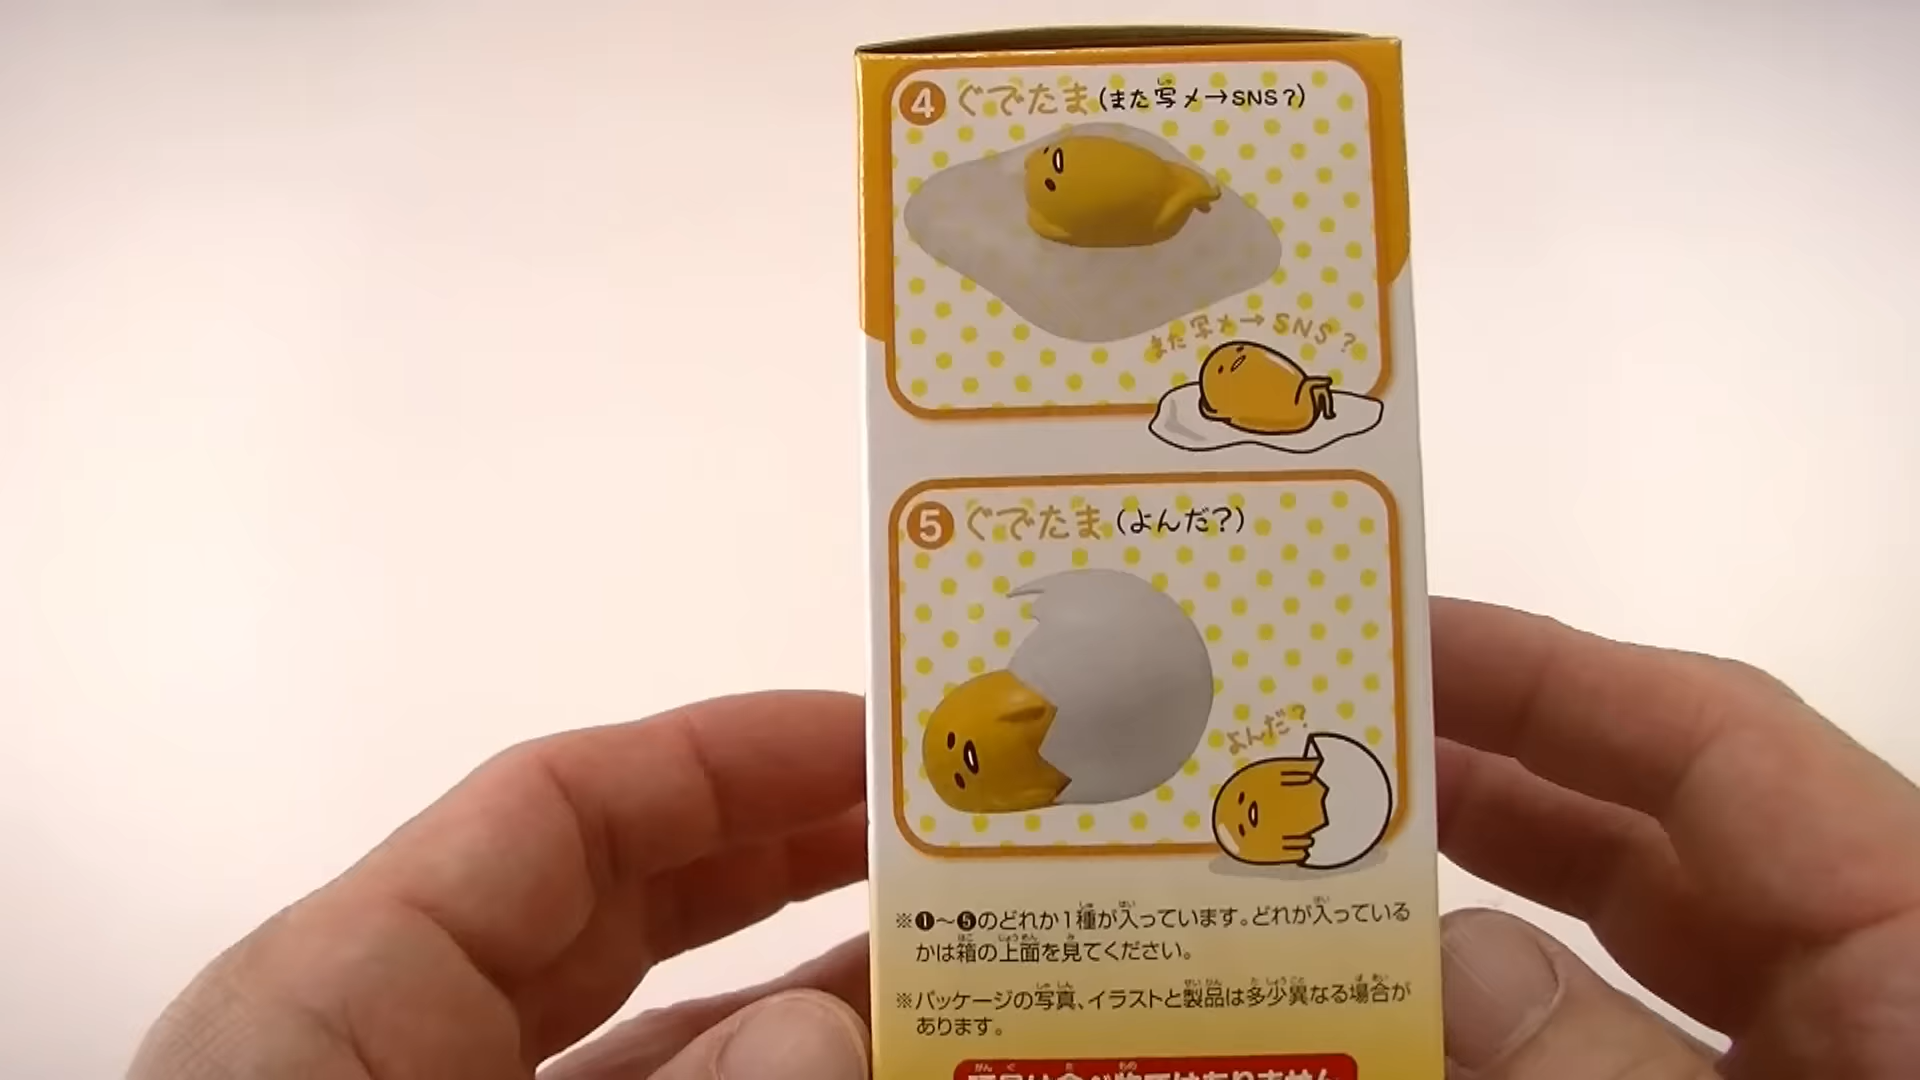 4 ぐでたま(また写メ→SNS?)
また写メ→SNS?
5 ぐでたま(よんだ?)
よんだ?
※❶~❺のどれか1種が入っています。どれが入っている
かは箱の上面を見てください。
※パッケージの写真、イラストと製品は多少異なる場合が
あります。